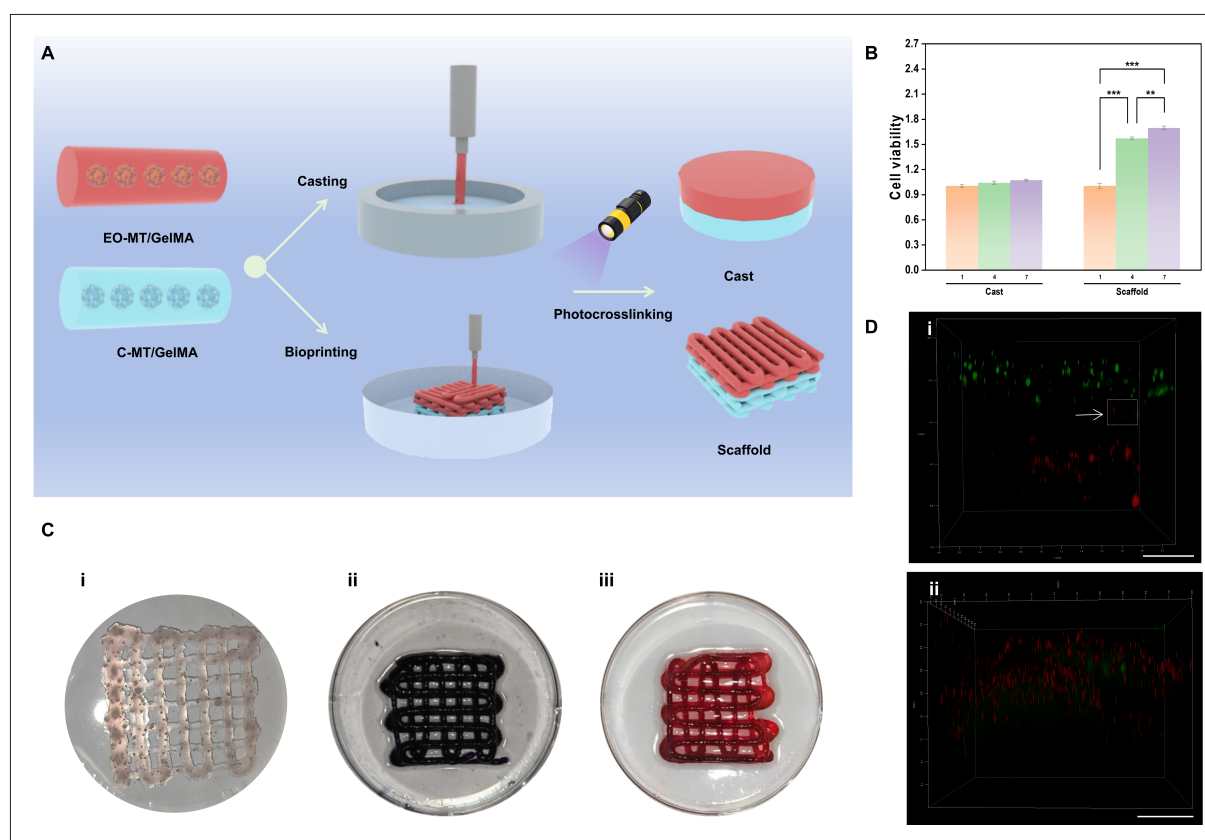 A
EO-MT/GelMA
C-MT/GelMA
Casting
Bioprinting
Photocrosslinking
Cast
Scaffold
B
Cell viability
2.7
2.4
2.1
1.8
1.5
1.2
0.9
0.6
0.3
0.0
***
*** **
1 4 7 1 4 7
Cast Scaffold
C
i ii iii
D
i
ii